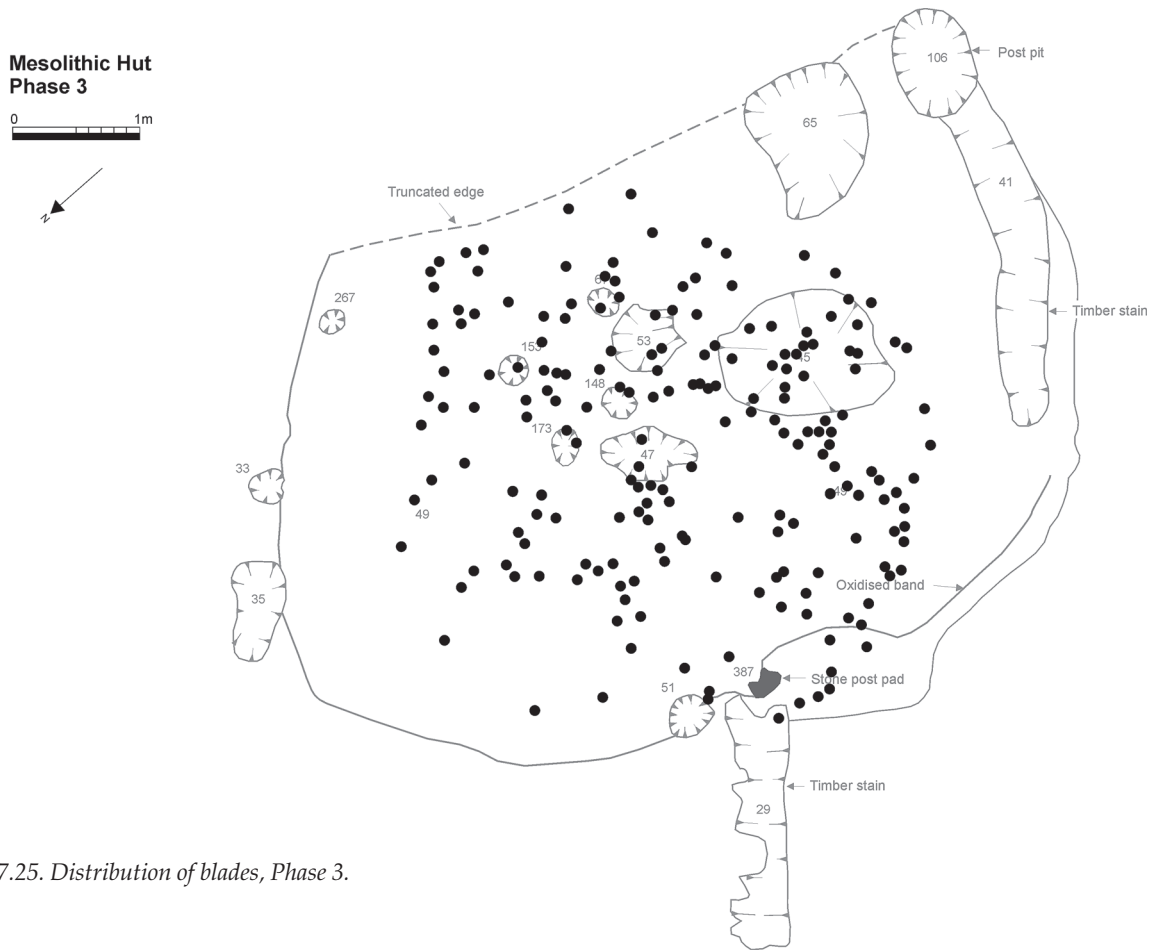 Mesolithic Hut
Phase 3
0 1m
N
Truncated edge
106
Post pit
65
41
267
Timber stain
53
153
148
173
47
33
49
49
35
Oxidised band
387
Stone post pad
51
Timber stain
29
7.25. Distribution of blades, Phase 3.